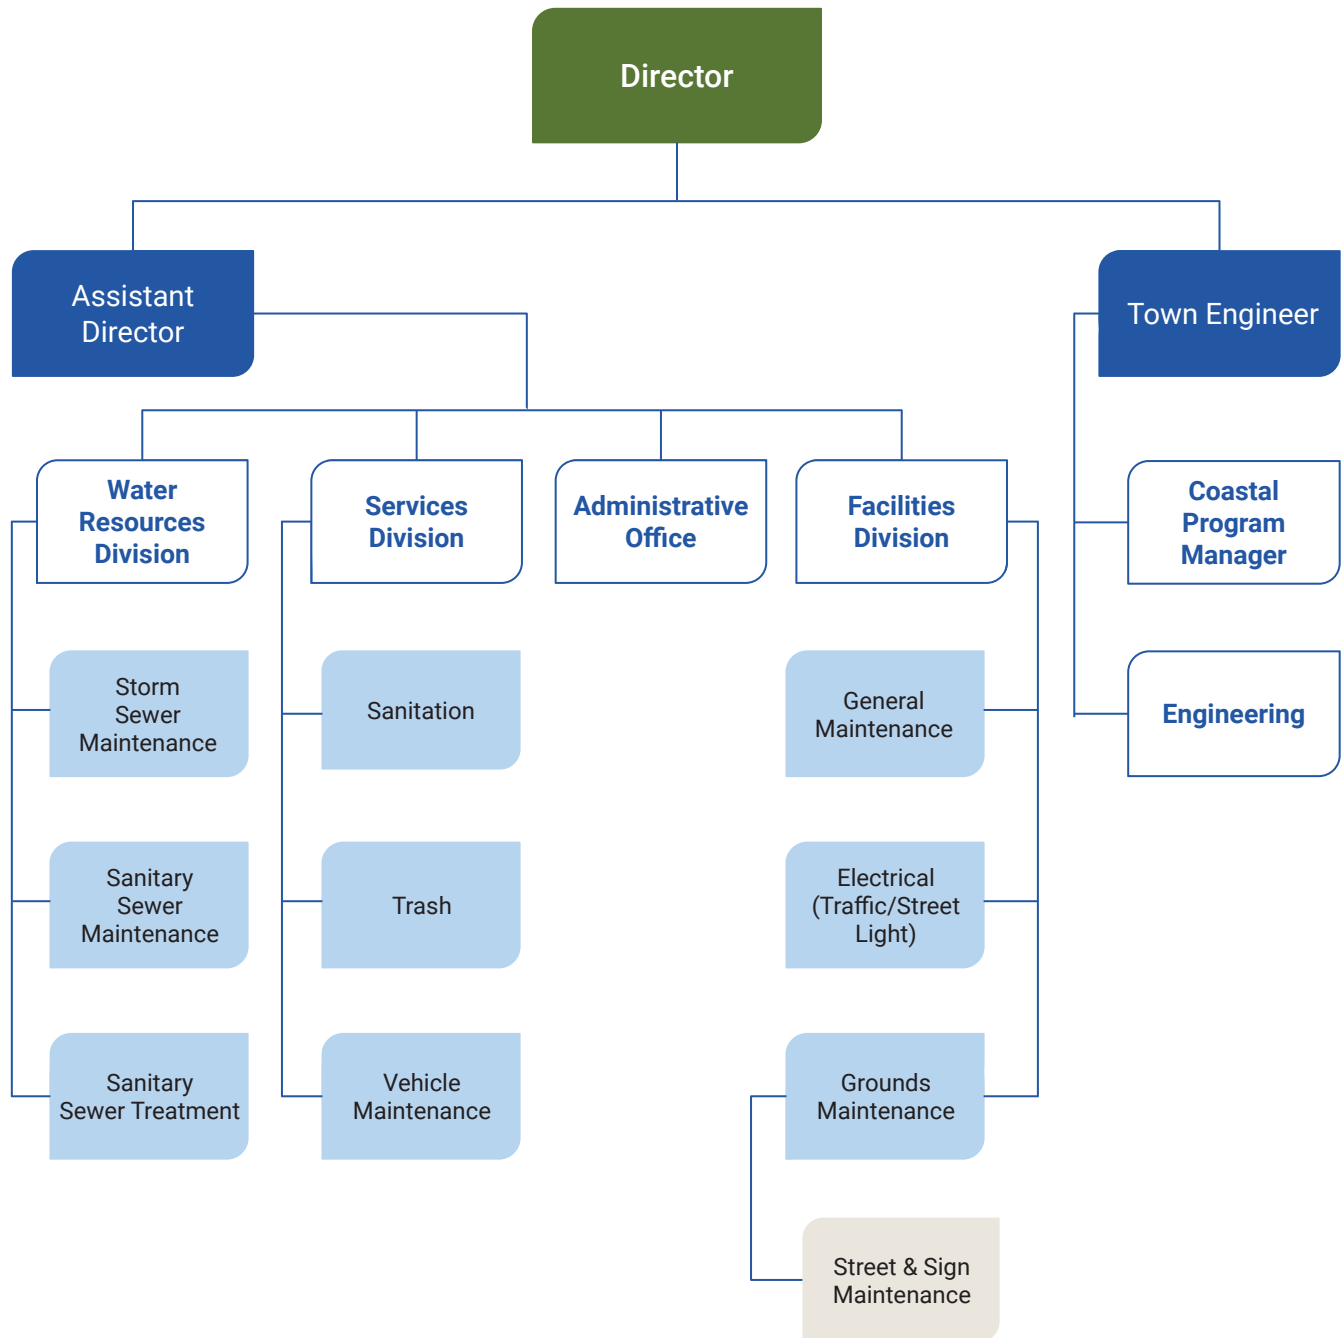 Director
Assistant
Director
Town Engineer
Water
Resources
Division
Services
Division
Administrative
Office
Facilities
Division
Coastal
Program
Manager
Storm
Sewer
Maintenance
Sanitation
General
Maintenance
Engineering
Sanitary
Sewer
Maintenance
Trash
Electrical
(Traffic/Street
Light)
Sanitary
Sewer Treatment
Vehicle
Maintenance
Grounds
Maintenance
Street & Sign
Maintenance